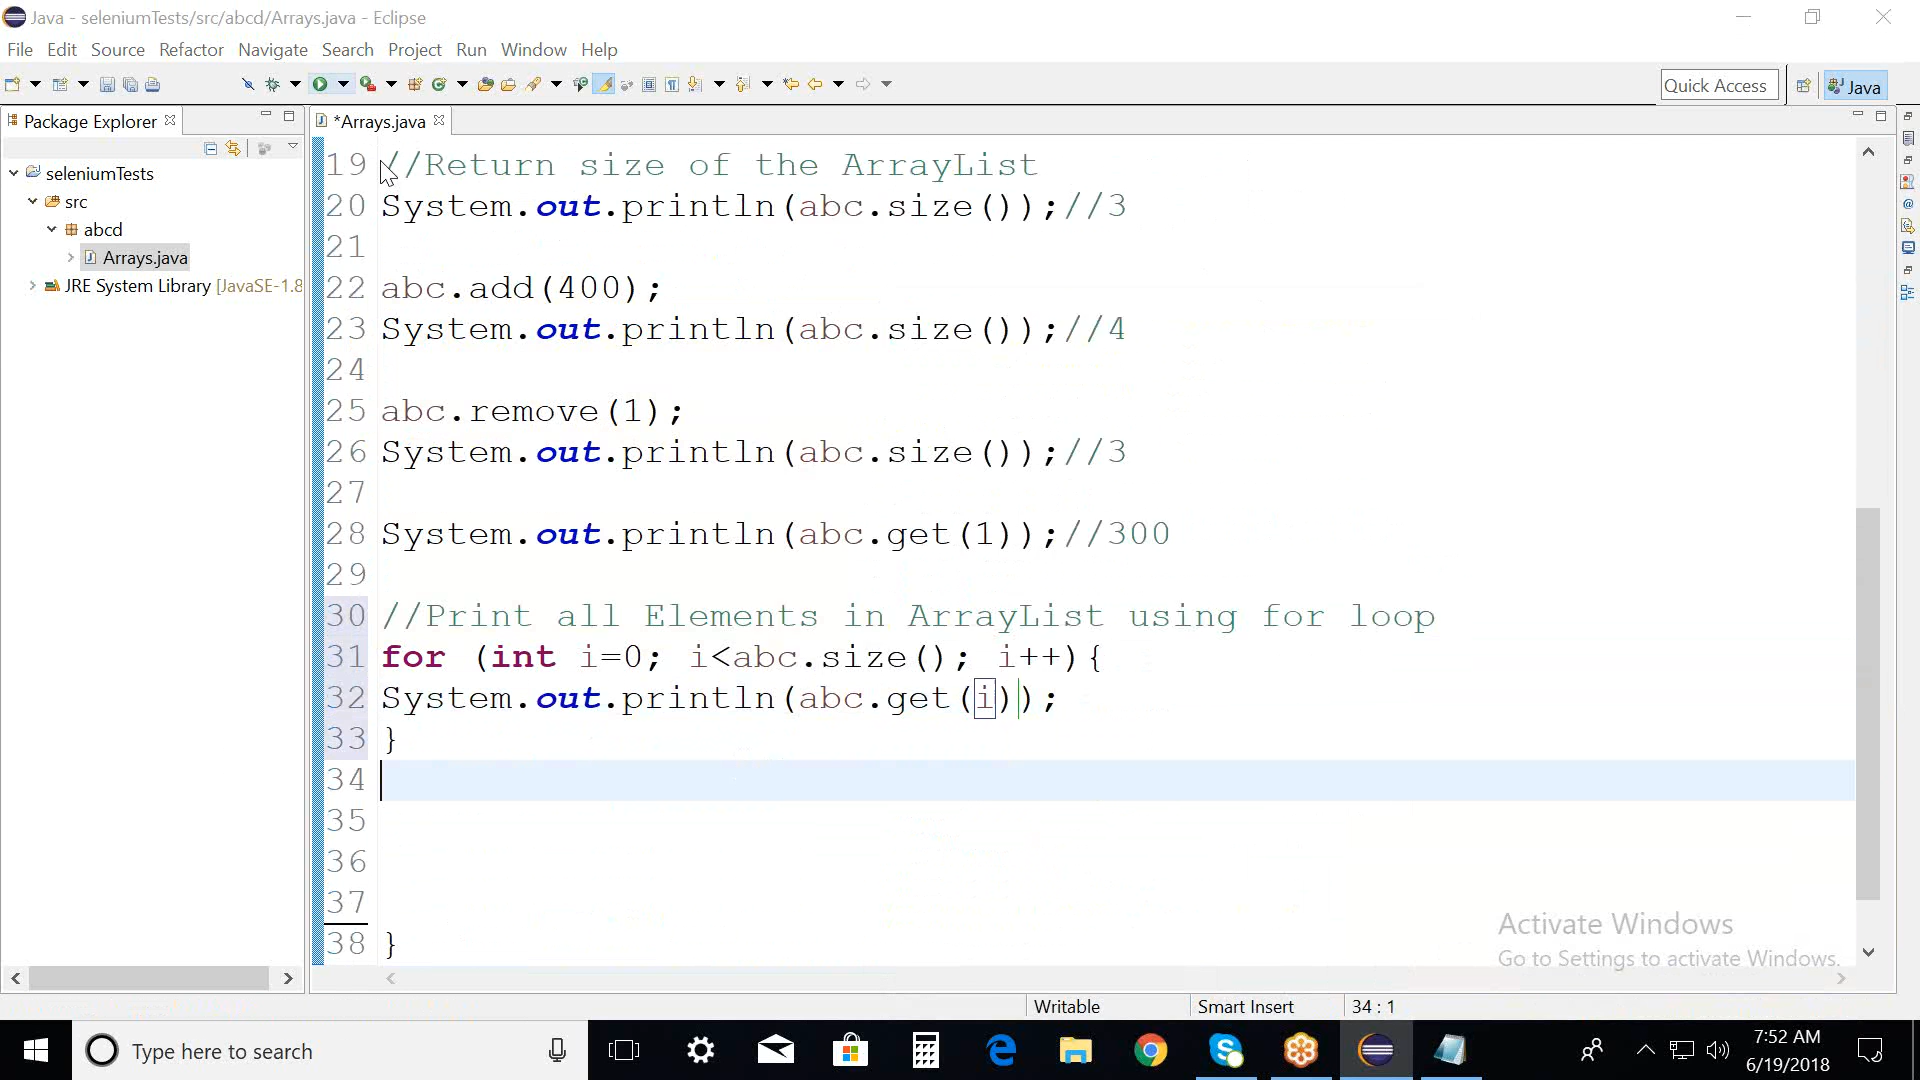 Java - seleniumTests/src/abcd/Arrays.java - Eclipse
File Edit Source Refactor Navigate Search Project Run Window Help
Quick Access
Java
Package Explorer
*Arrays.java
seleniumTests
src
abcd
Arrays.java
JRE System Library [JavaSE-1.8
19 //Return size of the ArrayList
20 System.out.println(abc.size());//3
21
22 abc.add(400);
23 System.out.println(abc.size());//4
24
25 abc.remove(1);
26 System.out.println(abc.size());//3
27
28 System.out.println(abc.get(1));//300
29
30 //Print all Elements in ArrayList using for loop
31 for (int i=0; i<abc.size(); i++){
32 System.out.println(abc.get(i));
33 }
34
35
36
37
38 }
Activate Windows
Go to Settings to activate Windows.
Writable Smart Insert 34 : 1
Type here to search
7:52 AM
6/19/2018